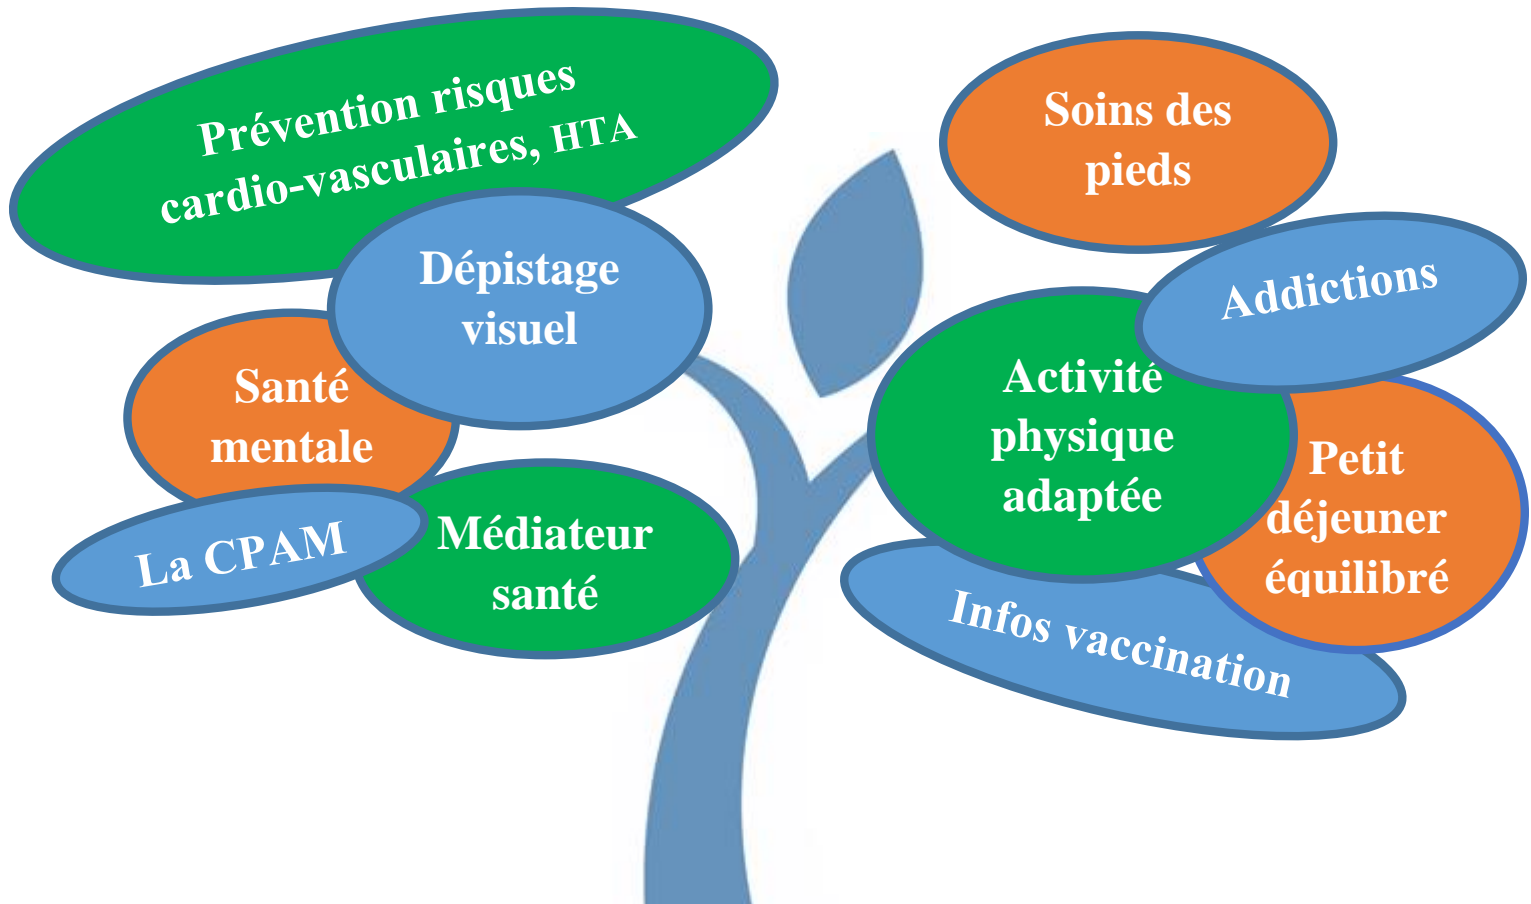 Prévention risques
cardio-vasculaires, HTA
Dépistage
visuel
Santé
mentale
La CPAM
Médiateur
santé
Soins des
pieds
Addictions
Activité
physique
adaptée
Petit
déjeuner
équilibré
Infos vaccination